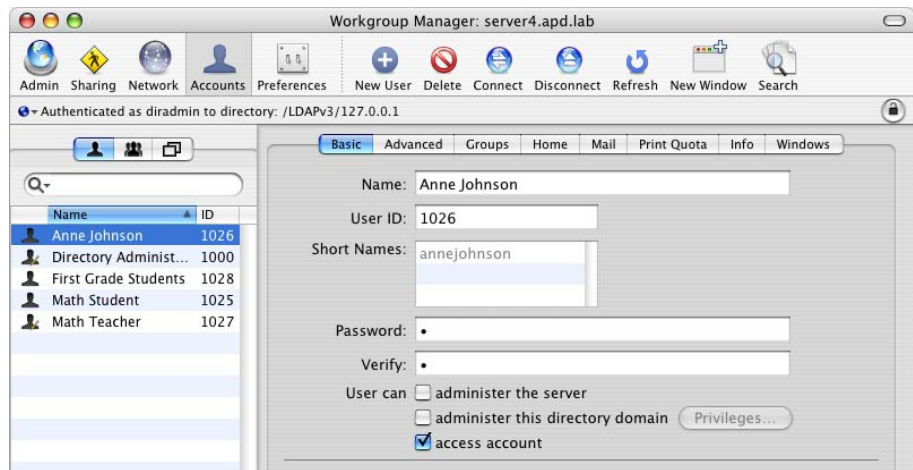 Workgroup Manager: server4.apd.lab
Admin Sharing Network Accounts Preferences New User Delete Connect Disconnect Refresh New Window Search
Authenticated as diradmin to directory: /LDAPv3/127.0.0.1
Basic Advanced Groups Home Mail Print Quota Info Windows
Name: Anne Johnson
User ID: 1026
Short Names: annejohnson
Password: •
Verify: •
User can administer the server
administer this directory domain Privileges...
access account
Name ID
Anne Johnson 1026
Directory Administ... 1000
First Grade Students 1028
Math Student 1025
Math Teacher 1027